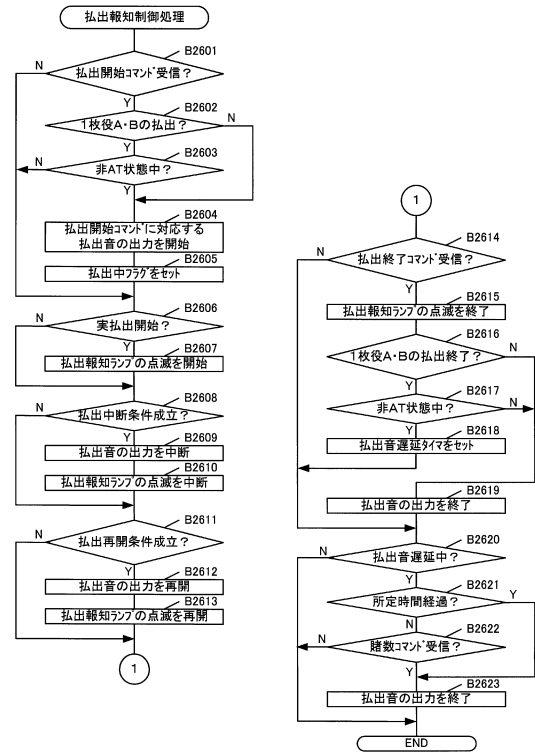 払出報知制御処理
B2601
払出開始コマンド受信？
N
Y
B2602
1枚役A・Bの払出？
N
Y
B2603
非AT状態中？
N
Y
B2604
払出開始コマンドに対応する
払出音の出力を開始
B2605
払出中フラグをセット
B2606
実払出開始？
N
Y
B2607
払出報知ランプの点滅を開始
B2608
払出中断条件成立？
N
Y
B2609
払出音の出力を中断
B2610
払出報知ランプの点滅を中断
B2611
払出再開条件成立？
N
Y
B2612
払出音の出力を再開
B2613
払出報知ランプの点滅を再開
1
1
B2614
払出終了コマンド受信？
N
Y
B2615
払出報知ランプの点滅を終了
B2616
1枚役A・Bの払出終了？
N
Y
B2617
非AT状態中？
N
Y
B2618
払出音遅延タイマをセット
B2619
払出音の出力を終了
B2620
払出音遅延中？
N
Y
B2621
所定時間経過？
Y
N
B2622
賭数コマンド受信？
N
Y
B2623
払出音の出力を終了
END